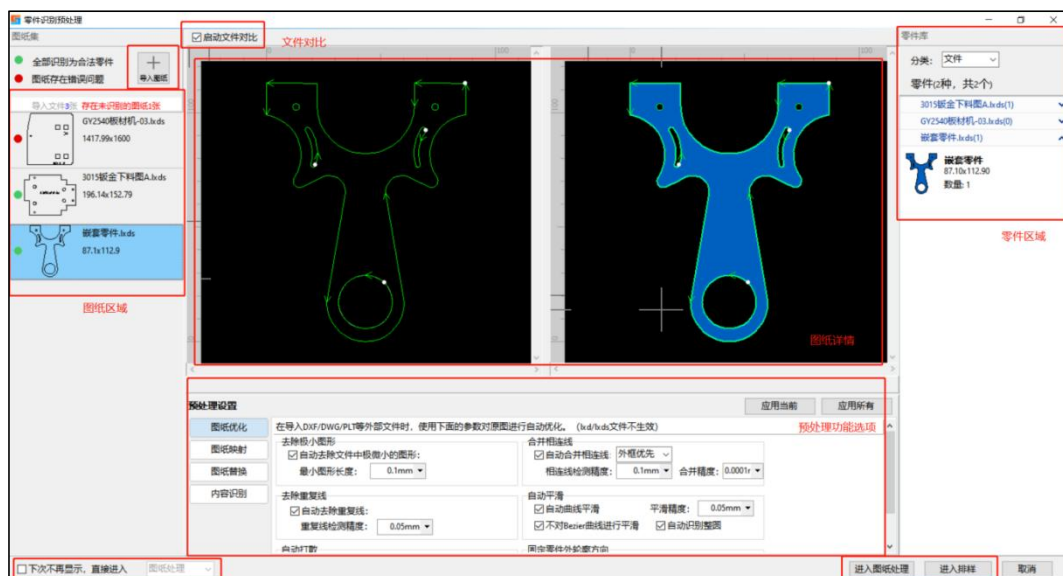 零件识别预处理
图纸集
全部识别为合法零件
图纸存在错误问题
导入图纸
导入文件3张 存在未识别的图纸1张
GY2540板材机-03.lxds
1417.99x1600
3015钣金下料图A.lxds
196.14x152.79
嵌套零件.lxds
87.1x112.9
图纸区域
启动文件对比
文件对比
100
100
图纸详情
零件库
分类: 文件
零件(2种，共2个)
3015钣金下料图A.lxds(1)
GY2540板材机-03.lxds(0)
嵌套零件.lxds(1)
嵌套零件
87.10x112.90
数量: 1
零件区域
预处理设置
应用当前 应用所有
图纸优化
图纸映射
图纸替换
内容识别
在导入DXF/DWG/PLT等外部文件时，使用下面的参数对原图进行自动优化。（lxd/lxds文件不生效）
预处理功能选项
去除极小图形
自动去除文件中极微小的图形:
最小图形长度: 0.1mm
合并相连线
自动合并相连线 外框优先
相连线检测精度: 0.1mm 合并精度: 0.0001r
去除重复线
自动去除重复线:
重复线检测精度: 0.05mm
自动平滑
自动曲线平滑 平滑精度: 0.05mm
不对Bezier曲线进行平滑 自动识别整圆
自动打散
固定零件外轮廓方向
下次不再显示，直接进入 图纸处理
进入图纸处理 进入排样 取消